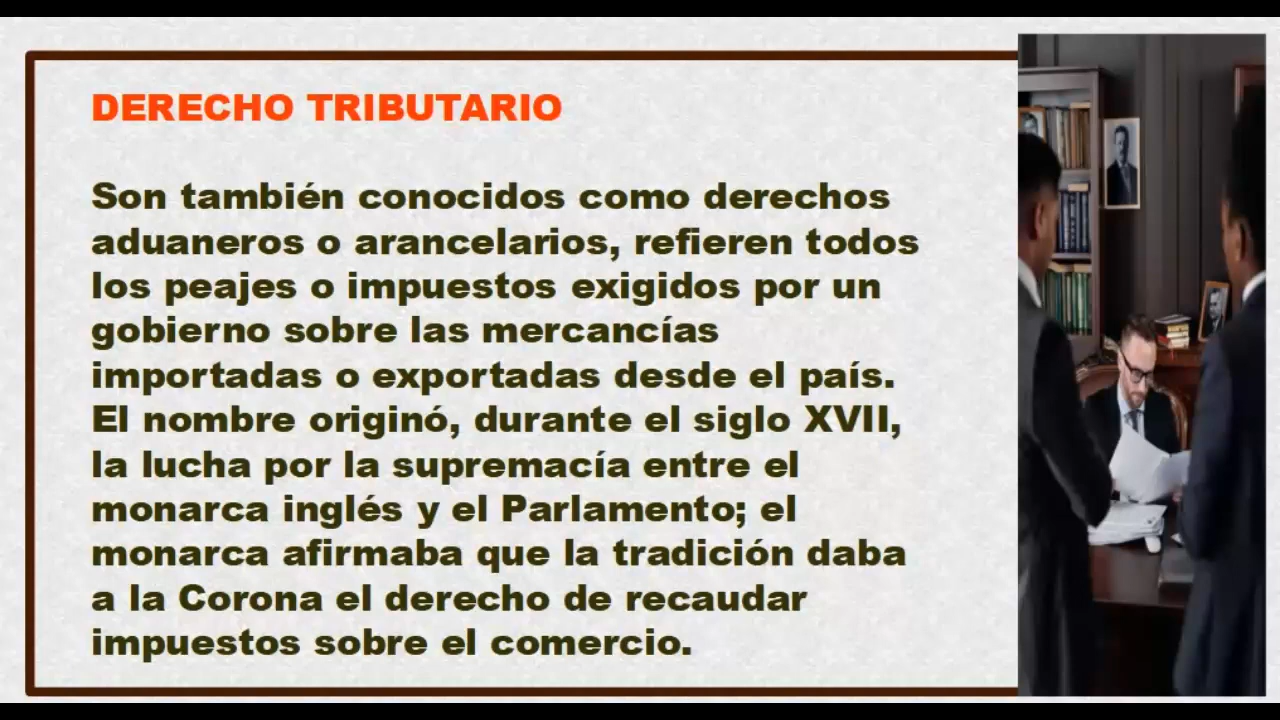 DERECHO TRIBUTARIO
Son también conocidos como derechos
aduaneros o arancelarios, refieren todos
los peajes o impuestos exigidos por un
gobierno sobre las mercancías
importadas o exportadas desde el país.
El nombre originó, durante el siglo XVII,
la lucha por la supremacía entre el
monarca inglés y el Parlamento; el
monarca afirmaba que la tradición daba
a la Corona el derecho de recaudar
impuestos sobre el comercio.